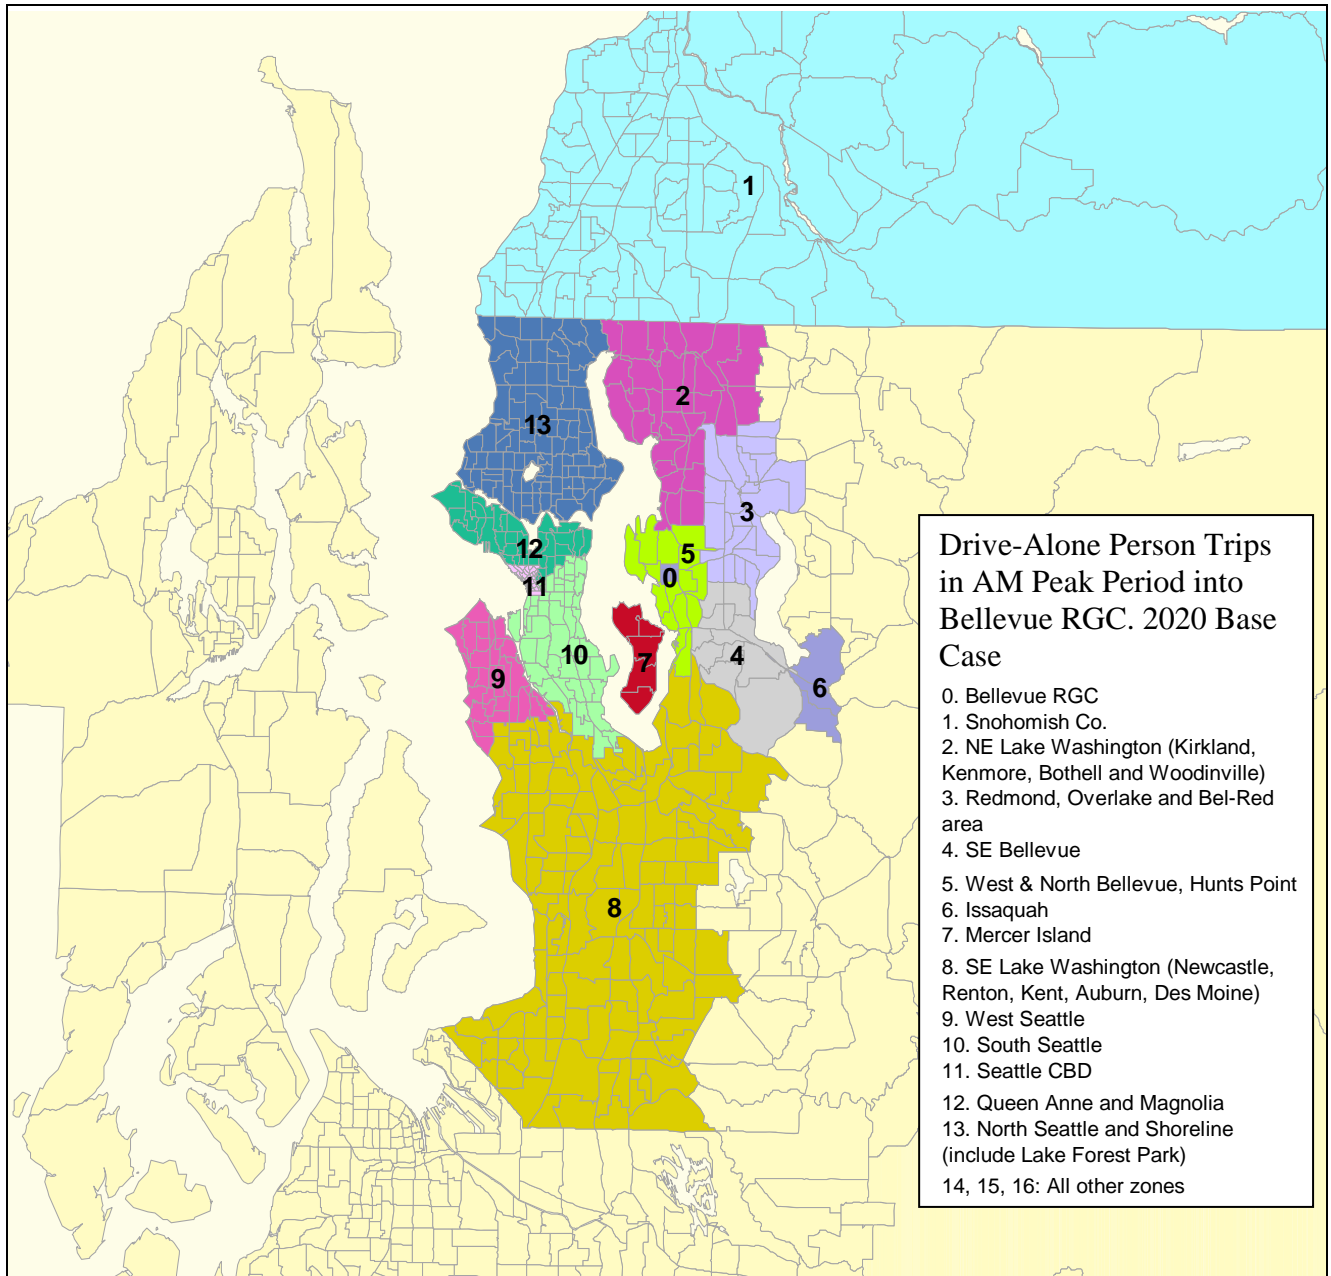 1
2
13
3
12
5
11
0
10
4
7
9
6
8
Drive-Alone Person Trips
in AM Peak Period into
Bellevue RGC. 2020 Base
Case
0. Bellevue RGC
1. Snohomish Co.
2. NE Lake Washington (Kirkland,
Kenmore, Bothell and Woodinville)
3. Redmond, Overlake and Bel-Red
area
4. SE Bellevue
5. West & North Bellevue, Hunts Point
6. Issaquah
7. Mercer Island
8. SE Lake Washington (Newcastle,
Renton, Kent, Auburn, Des Moine)
9. West Seattle
10. South Seattle
11. Seattle CBD
12. Queen Anne and Magnolia
13. North Seattle and Shoreline
(include Lake Forest Park)
14, 15, 16: All other zones